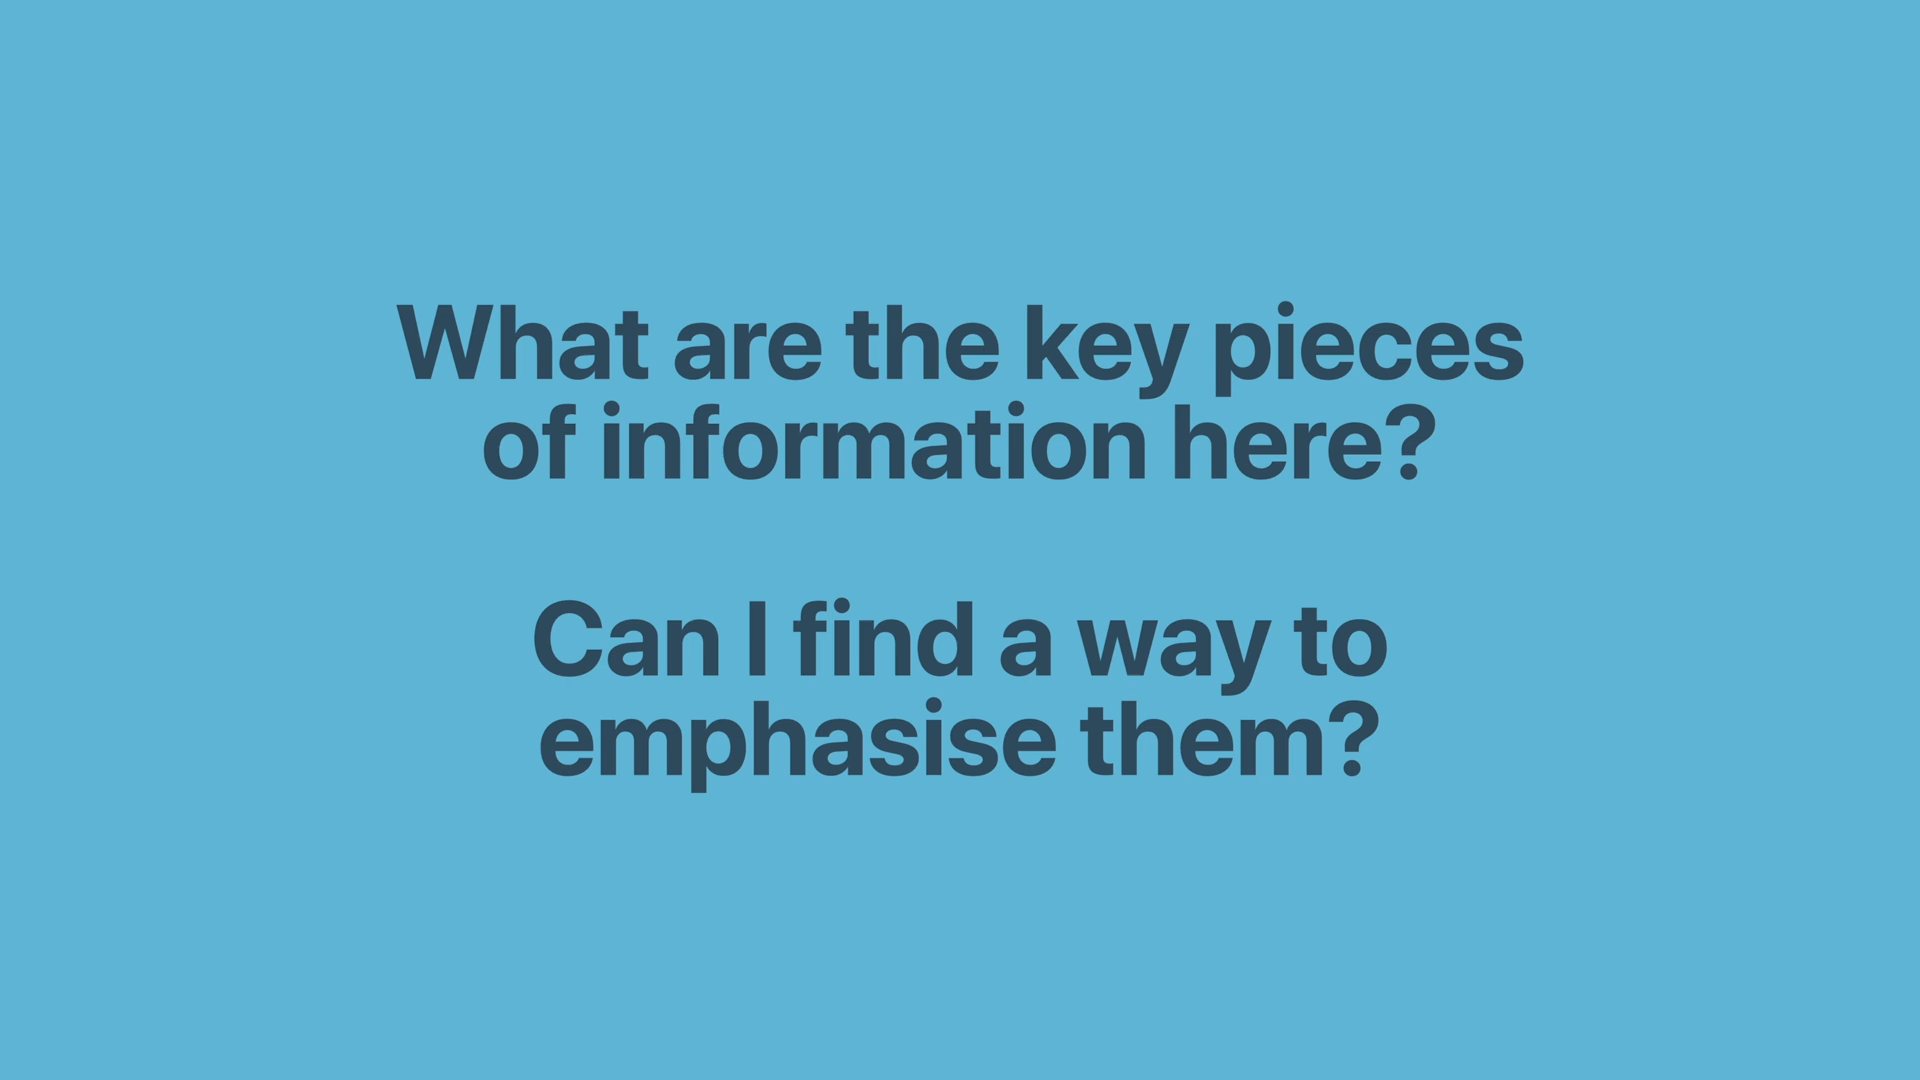 What are the key pieces
of information here?
Can I find a way to
emphasise them?